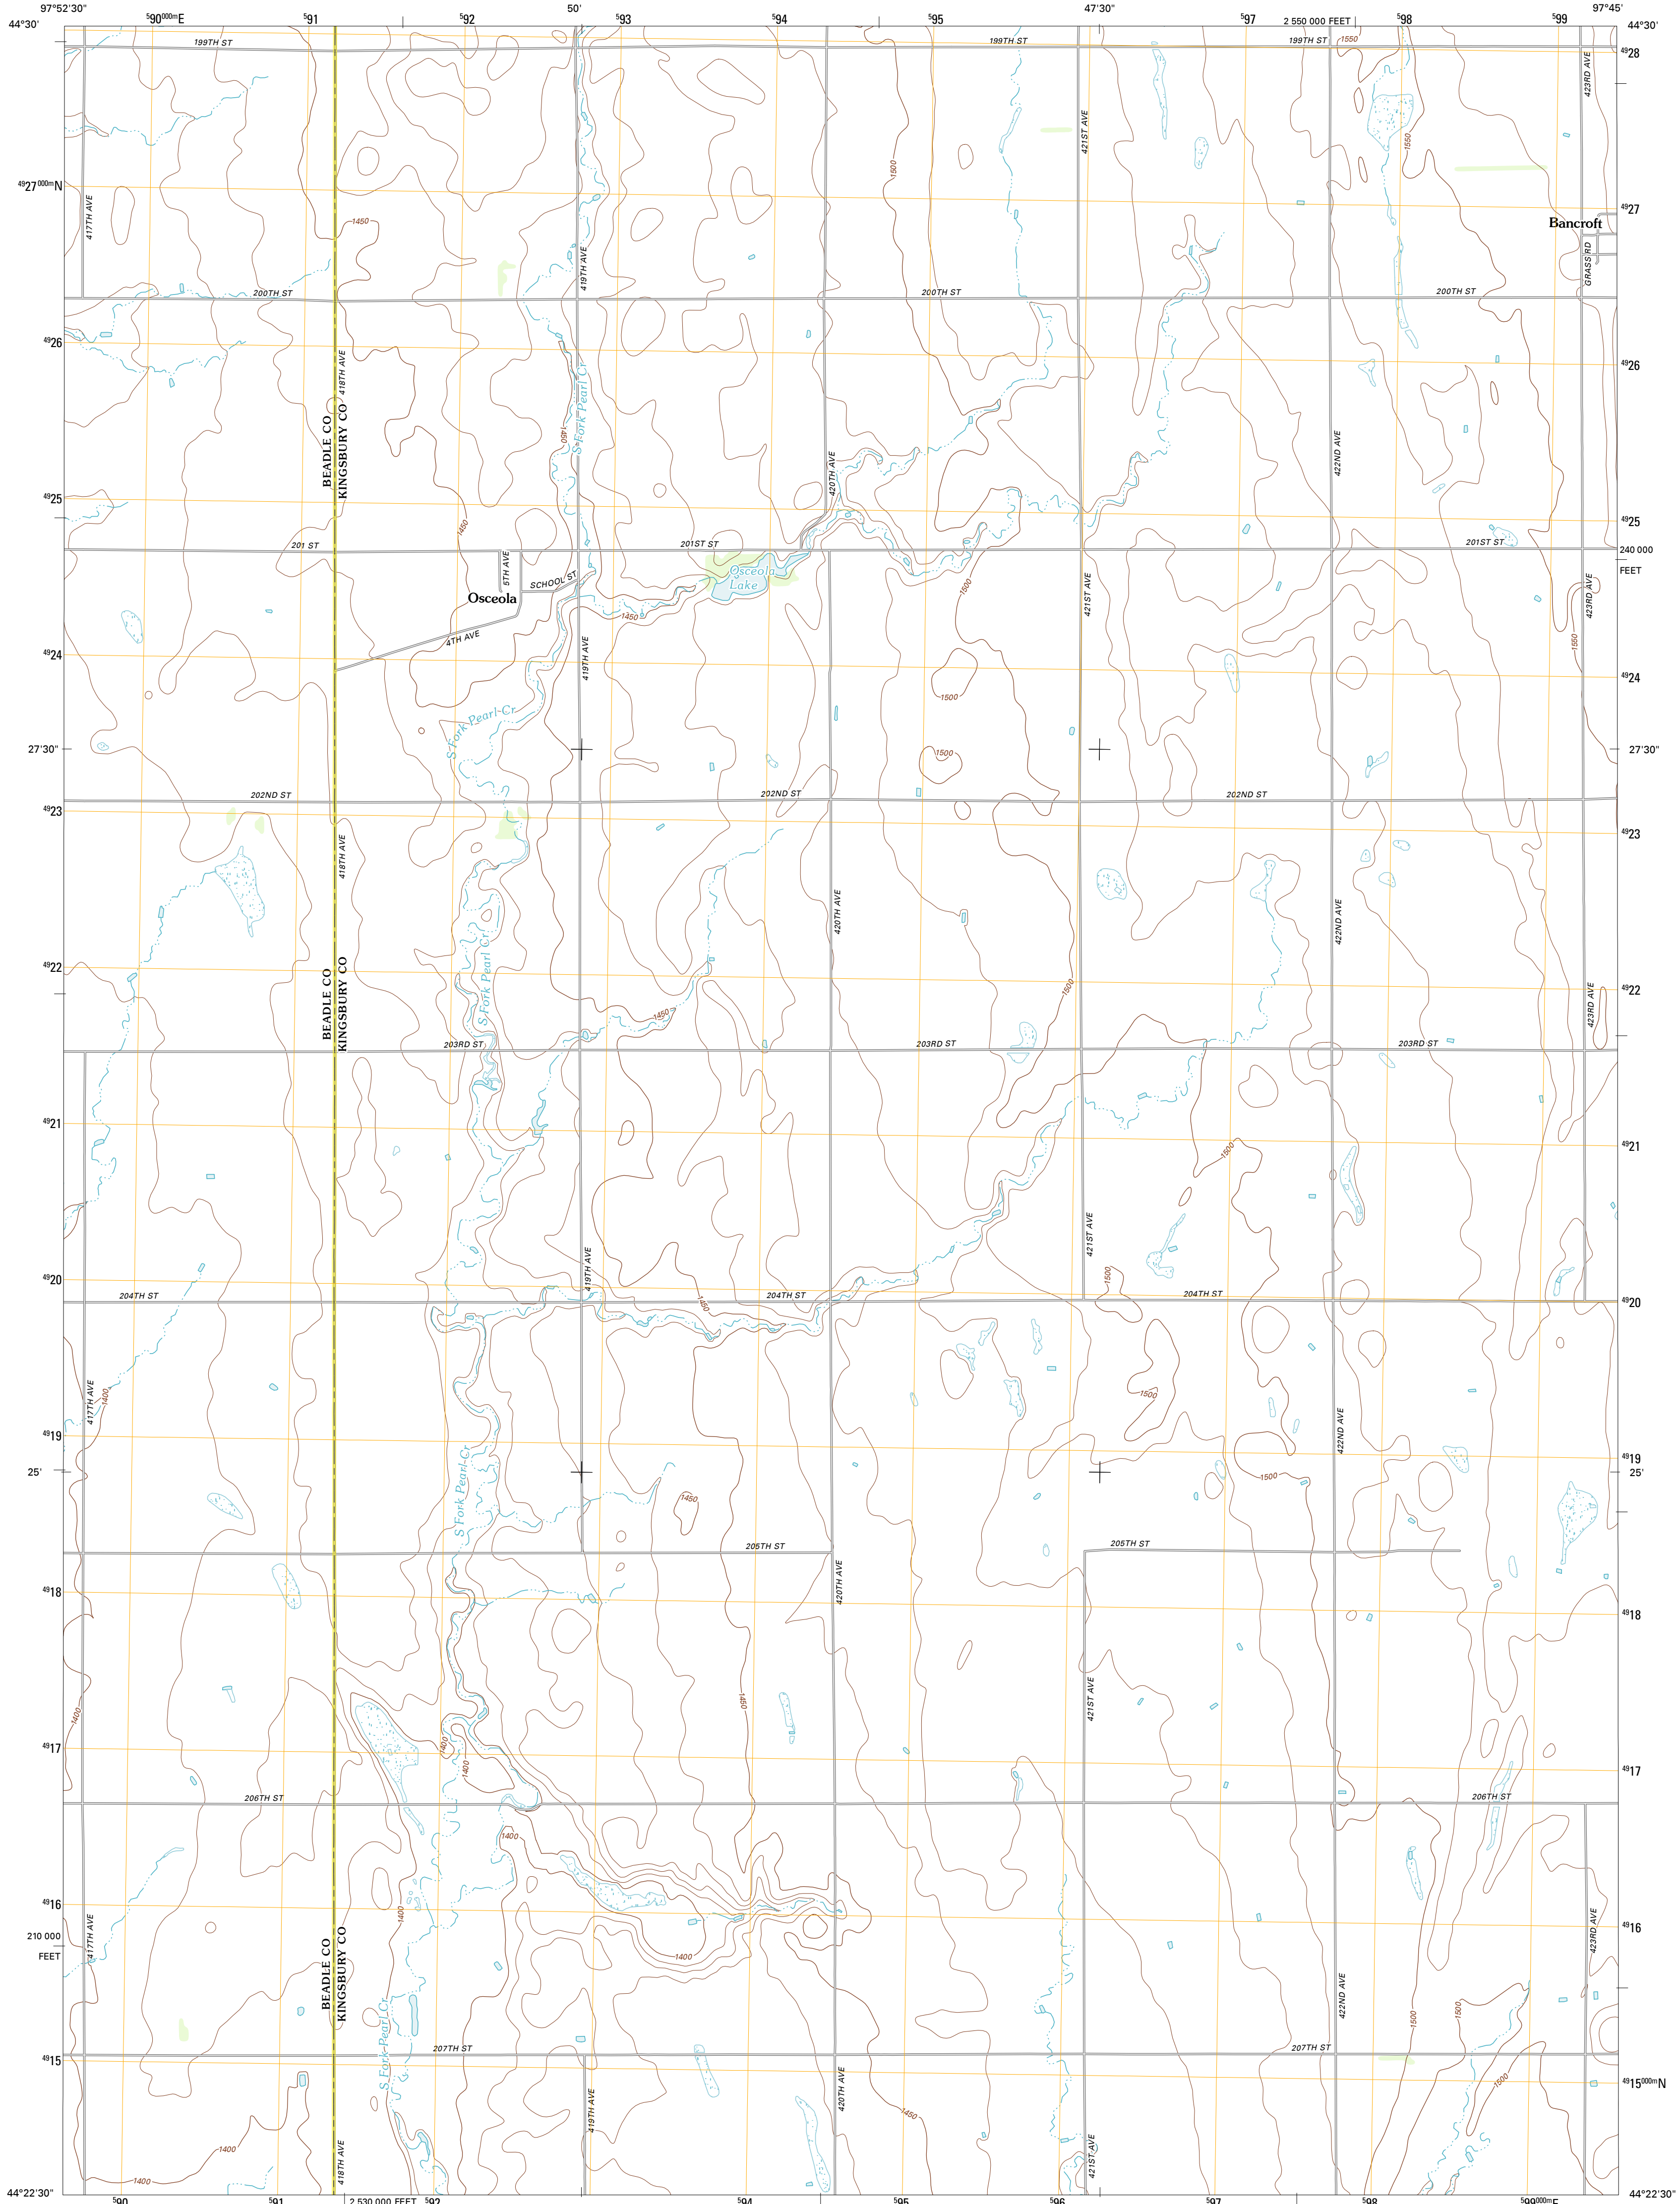 97°52'30"
⁵90⁰⁰⁰ᵐE
⁵91
⁵92
50'
⁵93
⁵94
⁵95
47'30"
⁵97
2 550 000 FEET
⁵98
⁵99
97°45'
44°30'
44°30'
199TH ST
199TH ST
199TH ST
1550
⁴⁹28
423RD AVE
421ST AVE
1550
1500
⁴⁹27⁰⁰⁰ᵐN
417TH AVE
1450
419TH AVE
⁴⁹27
Bancroft
GRASS RD
200TH ST
200TH ST
200TH ST
⁴⁹26
418TH AVE
S Fork Pearl Cr
1450
⁴⁹26
BEADLE CO
KINGSBURY CO
420TH AVE
422ND AVE
⁴⁹25
1450
⁴⁹25
201 ST
201ST ST
201ST ST
240 000
FEET
5TH AVE
SCHOOL ST
Osceola
Lake
Osceola
1450
1500
421ST AVE
423RD AVE
4TH AVE
419TH AVE
1550
⁴⁹24
⁴⁹24
1500
S Fork Pearl Cr
27'30"
1500
27'30"
202ND ST
202ND ST
202ND ST
⁴⁹23
⁴⁹23
418TH AVE
420TH AVE
422ND AVE
S Fork Pearl Cr
⁴⁹22
BEADLE CO
KINGSBURY CO
1500
⁴⁹22
423RD AVE
1450
203RD ST
203RD ST
203RD ST
⁴⁹21
⁴⁹21
1500
421ST AVE
419TH AVE
1500
⁴⁹20
204TH ST
1450
204TH ST
204TH ST
⁴⁹20
417TH AVE
1400
1500
422ND AVE
⁴⁹19
⁴⁹19
25'
1500
25'
S Fork Pearl Cr
1450
205TH ST
205TH ST
420TH AVE
⁴⁹18
⁴⁹18
1400
1450
421ST AVE
⁴⁹17
1400
1400
⁴⁹17
206TH ST
206TH ST
1400
⁴⁹16
1400
⁴⁹16
210 000
FEET
417TH AVE
BEADLE CO
KINGSBURY CO
1400
423RD AVE
S Fork Pearl Cr
422ND AVE
1500
1500
207TH ST
207TH ST
⁴⁹15
1500
⁴⁹15⁰⁰⁰ᵐN
419TH AVE
420TH AVE
1450
1400
1400
418TH AVE
421ST AVE
44°22'30"
44°22'30"
⁵90
⁵91
2 530 000 FEET
⁵92
⁵94
⁵95
⁵96
⁵97
⁵98
⁵99⁰⁰⁰ᵐE